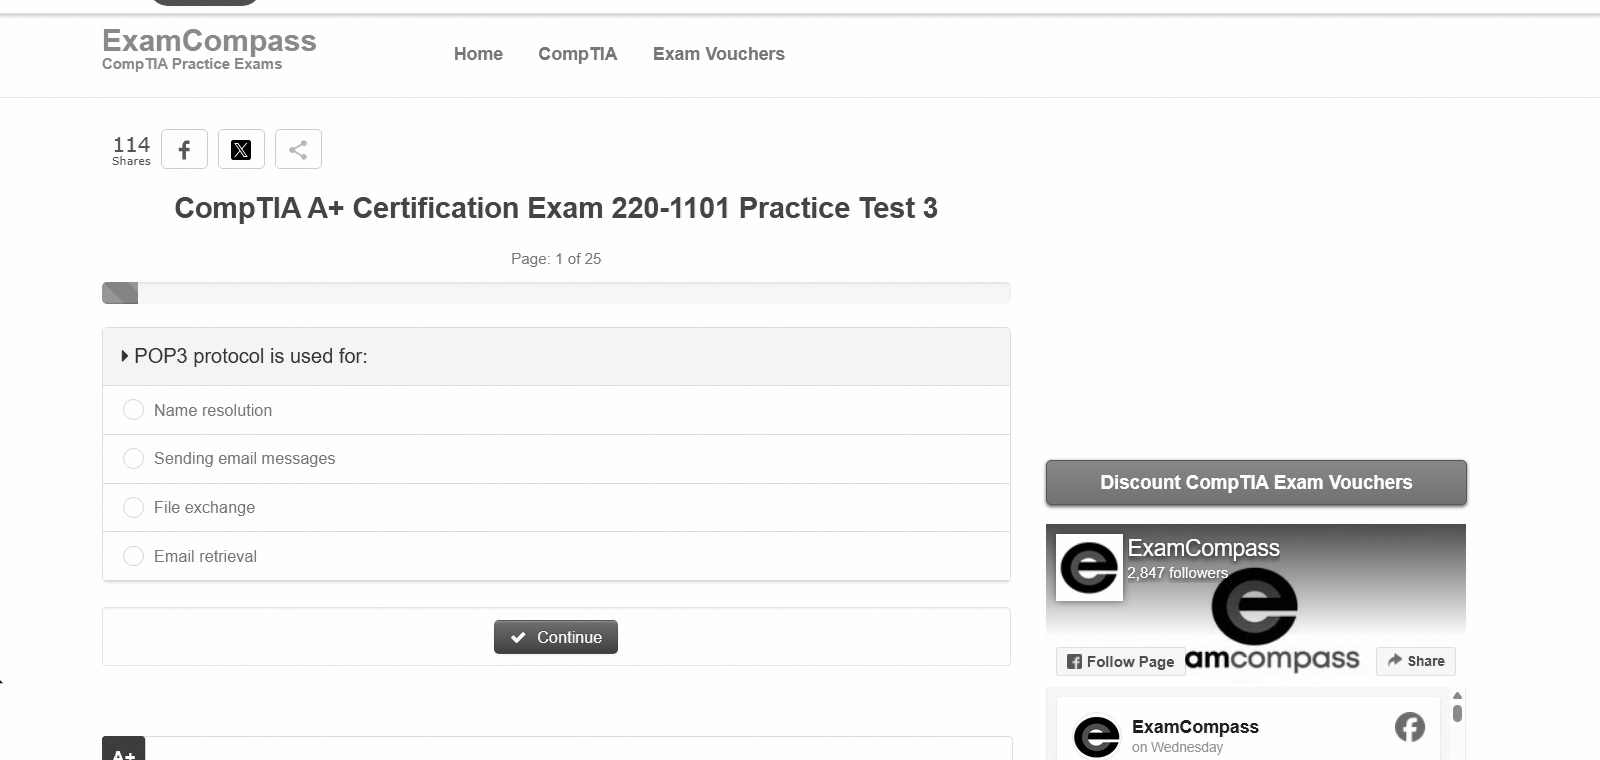 ExamCompass
CompTIA Practice Exams
Home
CompTIA
Exam Vouchers
114
Shares
CompTIA A+ Certification Exam 220-1101 Practice Test 3
Page: 1 of 25
POP3 protocol is used for:
Name resolution
Sending email messages
File exchange
Email retrieval
Continue
A+
Discount CompTIA Exam Vouchers
ExamCompass
2,847 followers
amcompass
Follow Page
Share
ExamCompass
on Wednesday